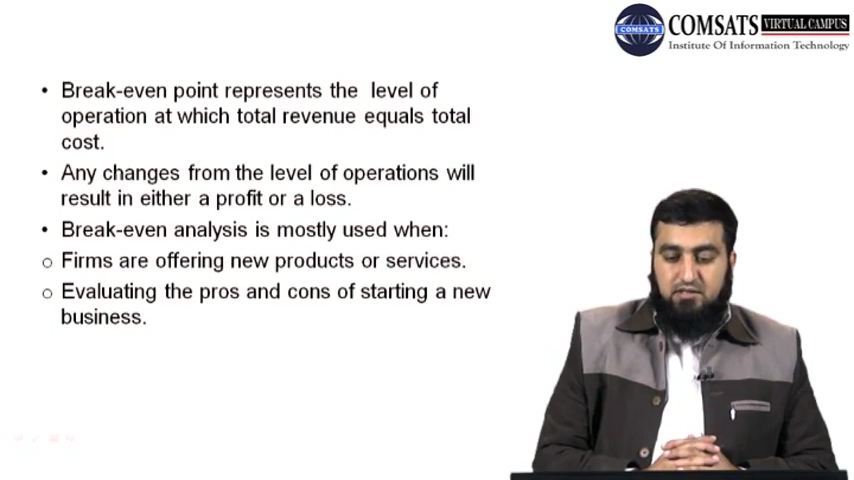 COMSATS
COMSATS VIRTUAL CAMPUS
Institute Of Information Technology
• Break-even point represents the level of
operation at which total revenue equals total
cost.
• Any changes from the level of operations will
result in either a profit or a loss.
• Break-even analysis is mostly used when:
o Firms are offering new products or services.
o Evaluating the pros and cons of starting a new
business.